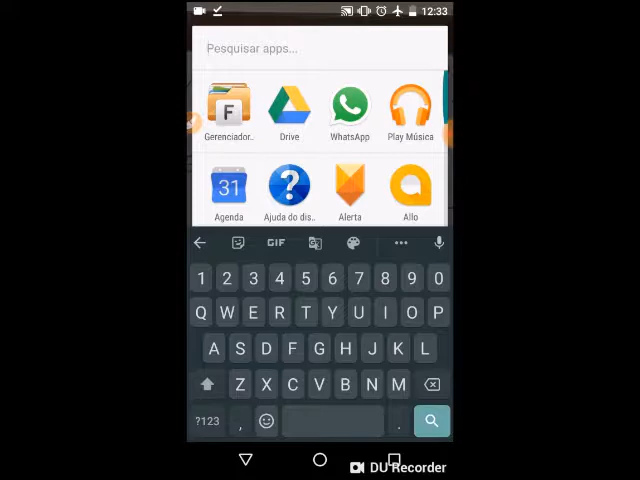 12:33
Pesquisar apps...
F
Gerenciador.. Drive WhatsApp Play Música
31 ?
Agenda Ajuda do dis.. Alerta Allo
GIF
1 2 3 4 5 6 7 8 9 0
Q W E R T Y U I O P
A S D F G H J K L
Z X C V B N M
?123 , .
DU Recorder